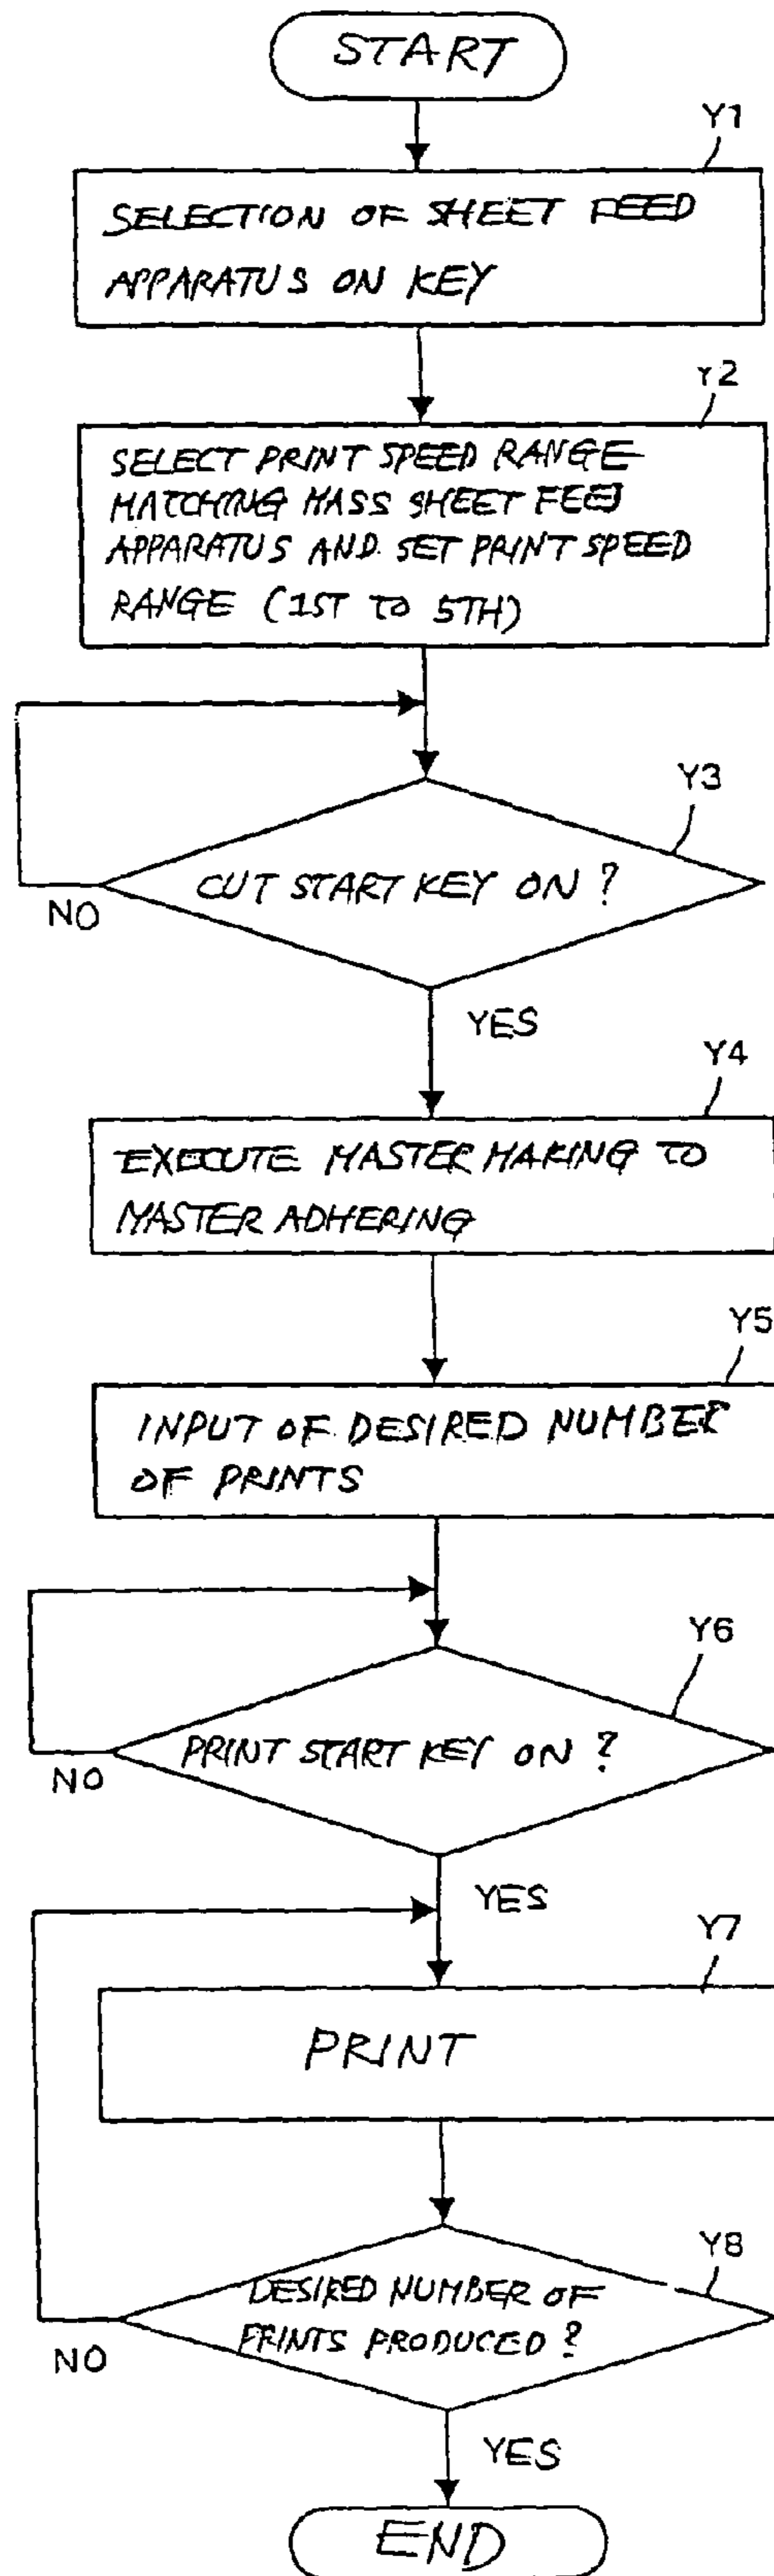 START
Y1
SELECTION OF SHEET FEED
APPARATUS ON KEY
Y2
SELECT PRINT SPEED RANGE
MATCHING MASS SHEET FEED
APPARATUS AND SET PRINT SPEED
RANGE (1ST TO 5TH)
Y3
CUT START KEY ON ?
NO
YES
Y4
EXECUTE MASTER MAKING TO
MASTER ADHERING
Y5
INPUT OF DESIRED NUMBER
OF PRINTS
Y6
PRINT START KEY ON ?
NO
YES
Y7
PRINT
Y8
DESIRED NUMBER OF
PRINTS PRODUCED ?
NO
YES
END